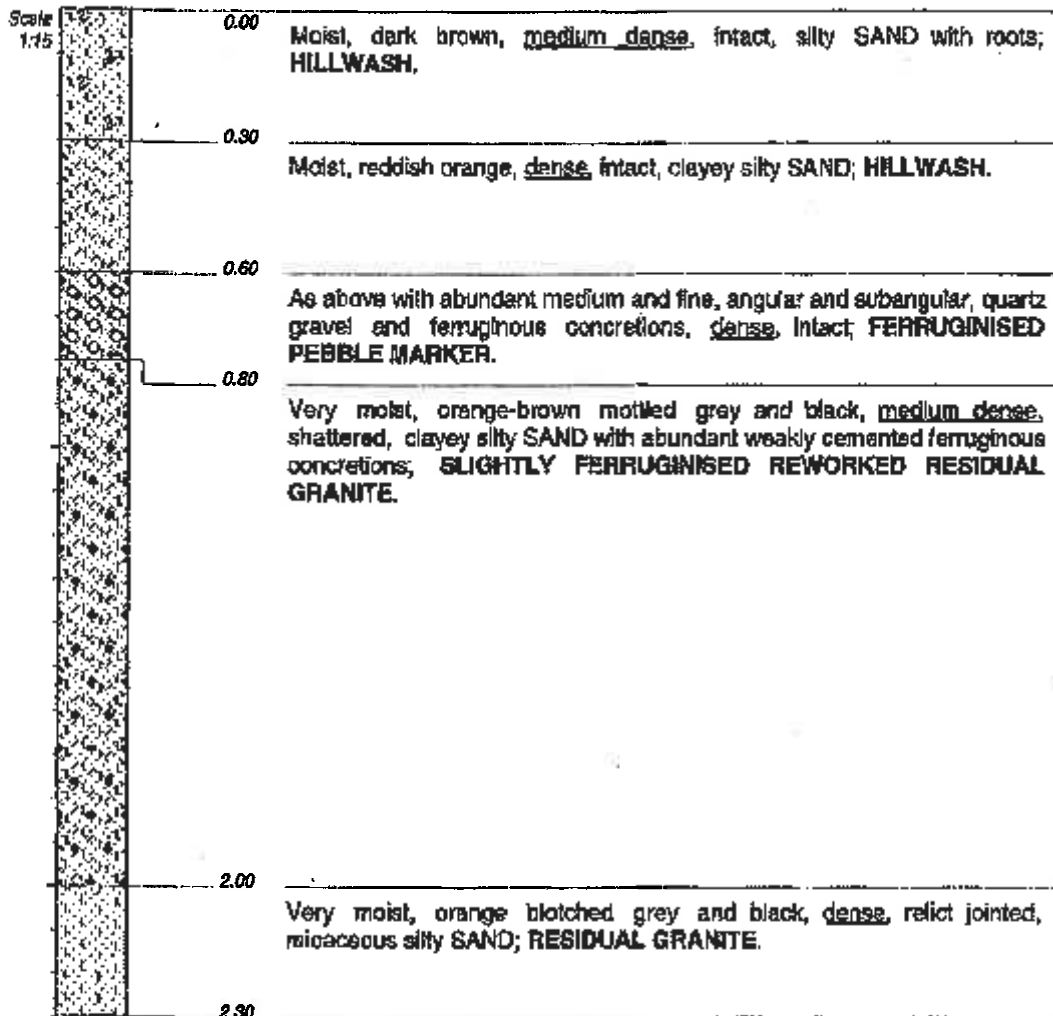 Scale
1:15
0.00
Moist, dark brown, medium dense, intact, silty SAND with roots;
HILLWASH.
0.30
Moist, reddish orange, dense, intact, clayey silty SAND; HILLWASH.
0.60
As above with abundant medium and fine, angular and subangular, quartz
gravel and ferruginous concretions, dense, intact; FERRUGINISED
PEBBLE MARKER.
0.80
Very moist, orange-brown mottled grey and black, medium dense,
shattered, clayey silty SAND with abundant weakly cemented ferruginous
concretions; SLIGHTLY FERRUGINISED REWORKED RESIDUAL
GRANITE.
2.00
Very moist, orange blotched grey and black, dense, relict jointed,
micaceous silty SAND; RESIDUAL GRANITE.
2.30